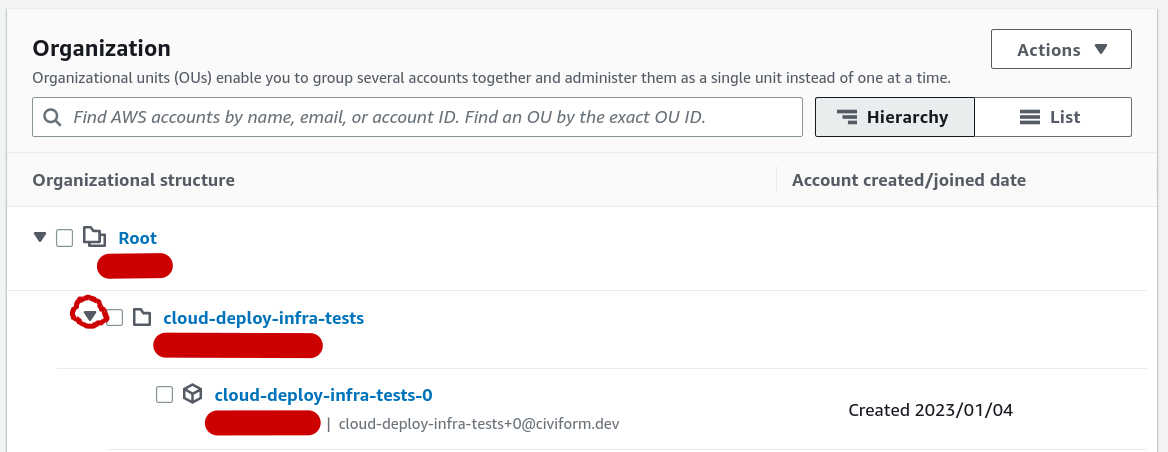 Organization
Actions
Organizational units (OUs) enable you to group several accounts together and administer them as a single unit instead of one at a time.
Find AWS accounts by name, email, or account ID. Find an OU by the exact OU ID.
Hierarchy
List
Organizational structure
Account created/joined date
Root
cloud-deploy-infra-tests
cloud-deploy-infra-tests-0
Created 2023/01/04
| cloud-deploy-infra-tests+0@civiform.dev